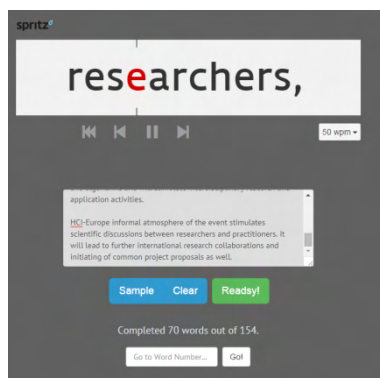 spritz
researchers,
50 wpm
application activities.
HCI-Europe informal atmosphere of the event stimulates
scientific discussions between researchers and practitioners. It
will lead to further international research collaborations and
initiating of common project proposals as well.
Sample Clear Readsy!
Completed 70 words out of 154.
Go to Word Number... Go!